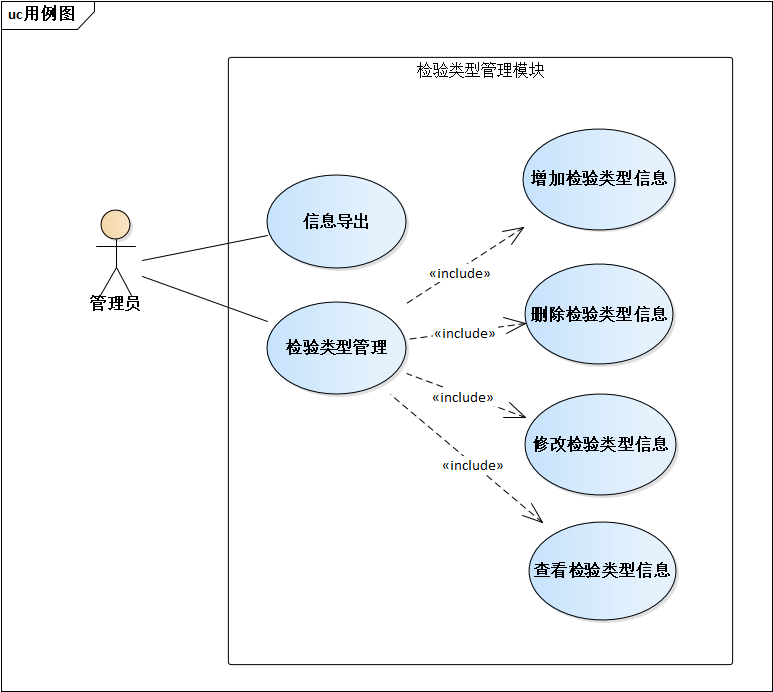 uc用例图
检验类型管理模块
增加检验类型信息
信息导出
«include»
管理员
删除检验类型信息
«include»
检验类型管理
«include»
修改检验类型信息
«include»
查看检验类型信息